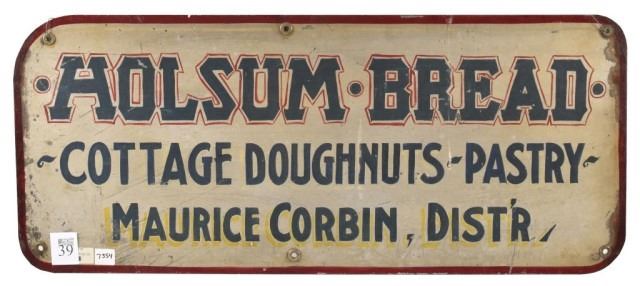 ·HOLSUM·BREAD·
~COTTAGE DOUGHNUTS-PASTRY~
MAURICE CORBIN, DIST'R.
39
7354